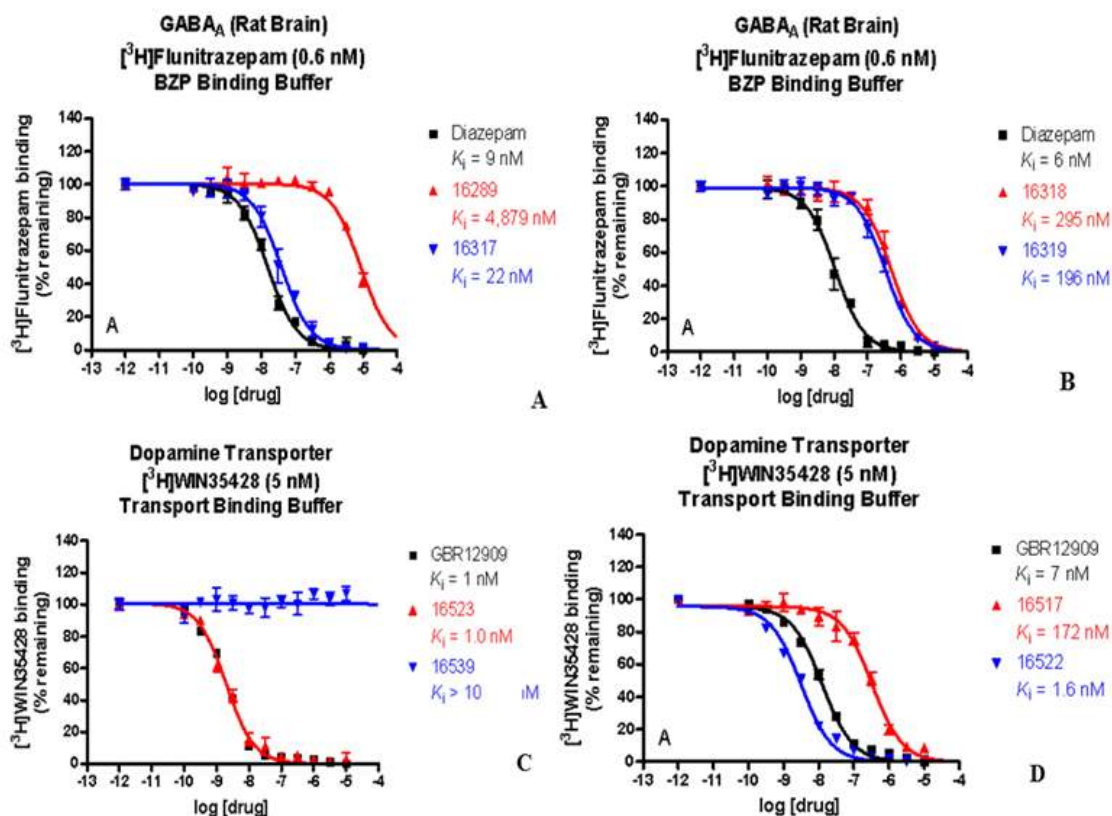 GABA_A (Rat Brain)
[³H]Flunitrazepam (0.6 nM)
BZP Binding Buffer
[³H]Flunitrazepam binding
(% remaining)
140
120
100
80
60
40
20
0
-13 -12 -11 -10 -9 -8 -7 -6 -5 -4
log [drug]
Diazepam
Ki = 9 nM
16289
Ki = 4,879 nM
16317
Ki = 22 nM
A
A
GABA_A (Rat Brain)
[³H]Flunitrazepam (0.6 nM)
BZP Binding Buffer
[³H]Flunitrazepam binding
(% remaining)
140
120
100
80
60
40
20
0
-13 -12 -11 -10 -9 -8 -7 -6 -5 -4
log [drug]
Diazepam
Ki = 6 nM
16318
Ki = 295 nM
16319
Ki = 196 nM
A
B
Dopamine Transporter
[³H]WIN35428 (5 nM)
Transport Binding Buffer
[³H]WIN35428 binding
(% remaining)
140
120
100
80
60
40
20
0
-13 -12 -11 -10 -9 -8 -7 -6 -5 -4
log [drug]
GBR12909
Ki = 1 nM
16523
Ki = 1.0 nM
16539
Ki > 10
C
Dopamine Transporter
[³H]WIN35428 (5 nM)
Transport Binding Buffer
[³H]WIN35428 binding
(% remaining)
140
120
100
80
60
40
20
0
-13 -12 -11 -10 -9 -8 -7 -6 -5 -4
log [drug]
GBR12909
Ki = 7 nM
16517
Ki = 172 nM
16522
Ki = 1.6 nM
A
D